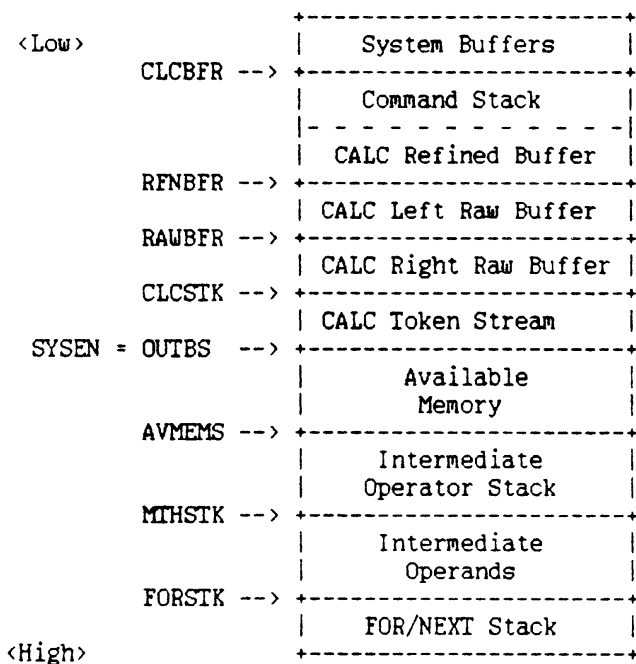 +-----------------------+
<Low> | System Buffers |
CLCBFR --> +-----------------------+
| Command Stack |
|- - - - - - - - - - - -|
| CALC Refined Buffer |
RFNBFR --> +-----------------------+
| CALC Left Raw Buffer |
RAWBFR --> +-----------------------+
| CALC Right Raw Buffer |
CLCSTK --> +-----------------------+
| CALC Token Stream |
SYSEN = OUTBS --> +-----------------------+
| Available |
| Memory |
AVMEMS --> +-----------------------+
| Intermediate |
| Operator Stack |
MTHSTK --> +-----------------------+
| Intermediate |
| Operands |
FORSTK --> +-----------------------+
| FOR/NEXT Stack |
<High> +-----------------------+